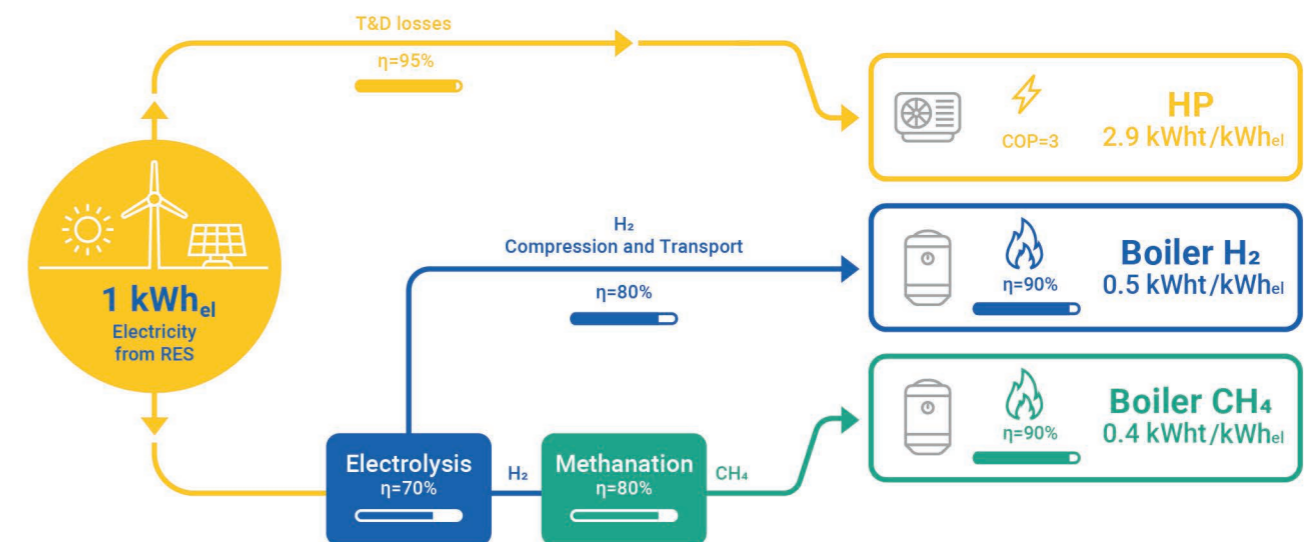 T&D losses
η=95%
COP=3
HP
2.9 kWht/kWhₑₗ
1 kWhₑₗ
Electricity
from RES
H₂
Compression and Transport
η=80%
η=90%
Boiler H₂
0.5 kWht/kWhₑₗ
Electrolysis
η=70%
H₂
Methanation
η=80%
CH₄
η=90%
Boiler CH₄
0.4 kWht/kWhₑₗ